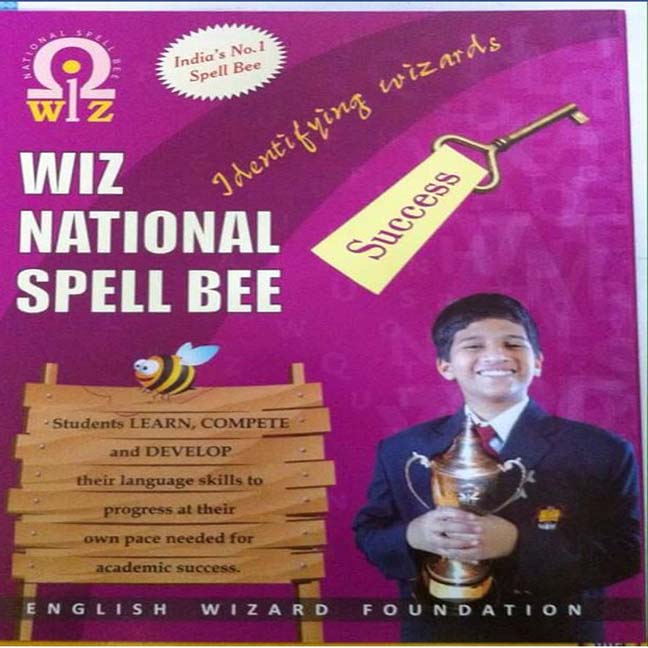 NATIONAL SPELL BEE
WIZ
India's No.1
Spell Bee
Identifying wizards
Success
WIZ
NATIONAL
SPELL BEE
Students LEARN, COMPETE
and DEVELOP
their language skills to
progress at their
own pace needed for
academic success.
ENGLISH WIZARD FOUNDATION